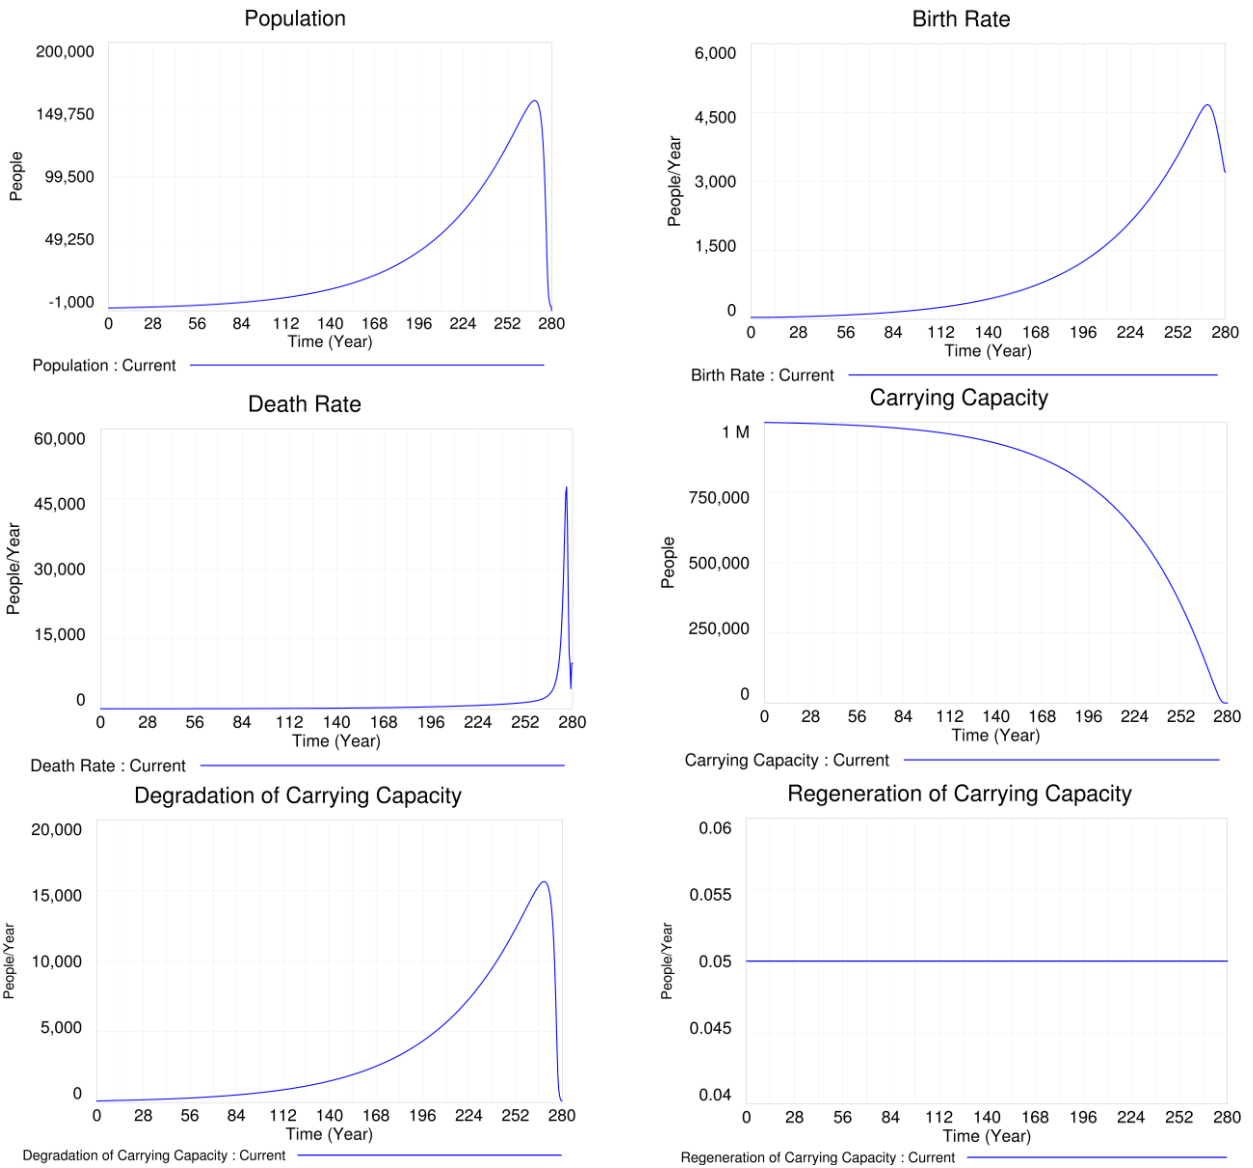 Population
200,000
149,750
99,500
49,250
-1,000
People
0 28 56 84 112 140 168 196 224 252 280
Time (Year)
Population : Current
Birth Rate
6,000
4,500
3,000
1,500
0
People/Year
0 28 56 84 112 140 168 196 224 252 280
Time (Year)
Birth Rate : Current
Death Rate
60,000
45,000
30,000
15,000
0
People/Year
0 28 56 84 112 140 168 196 224 252 280
Time (Year)
Death Rate : Current
Carrying Capacity
1 M
750,000
500,000
250,000
0
People
0 28 56 84 112 140 168 196 224 252 280
Time (Year)
Carrying Capacity : Current
Degradation of Carrying Capacity
20,000
15,000
10,000
5,000
0
People/Year
0 28 56 84 112 140 168 196 224 252 280
Time (Year)
Degradation of Carrying Capacity : Current
Regeneration of Carrying Capacity
0.06
0.055
0.05
0.045
0.04
People/Year
0 28 56 84 112 140 168 196 224 252 280
Time (Year)
Regeneration of Carrying Capacity : Current